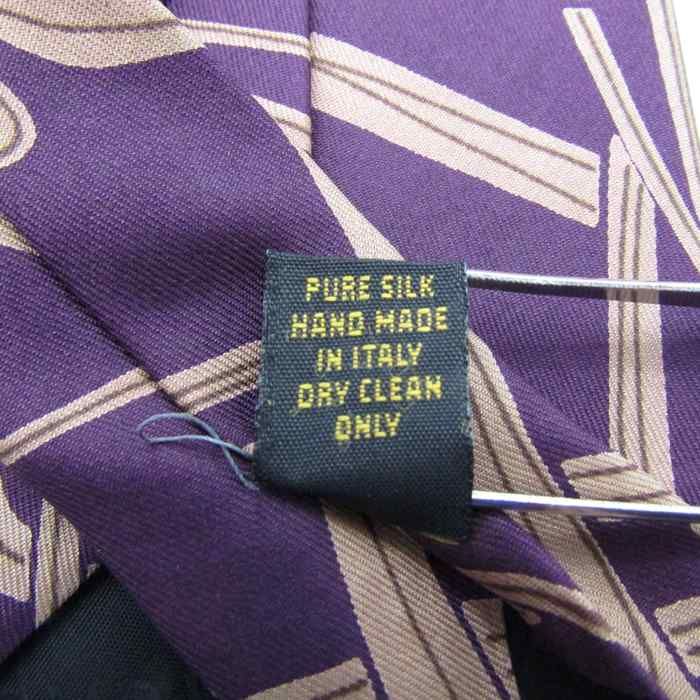 PURE SILK
HAND MADE
IN ITALY
DRY CLEAN
ONLY